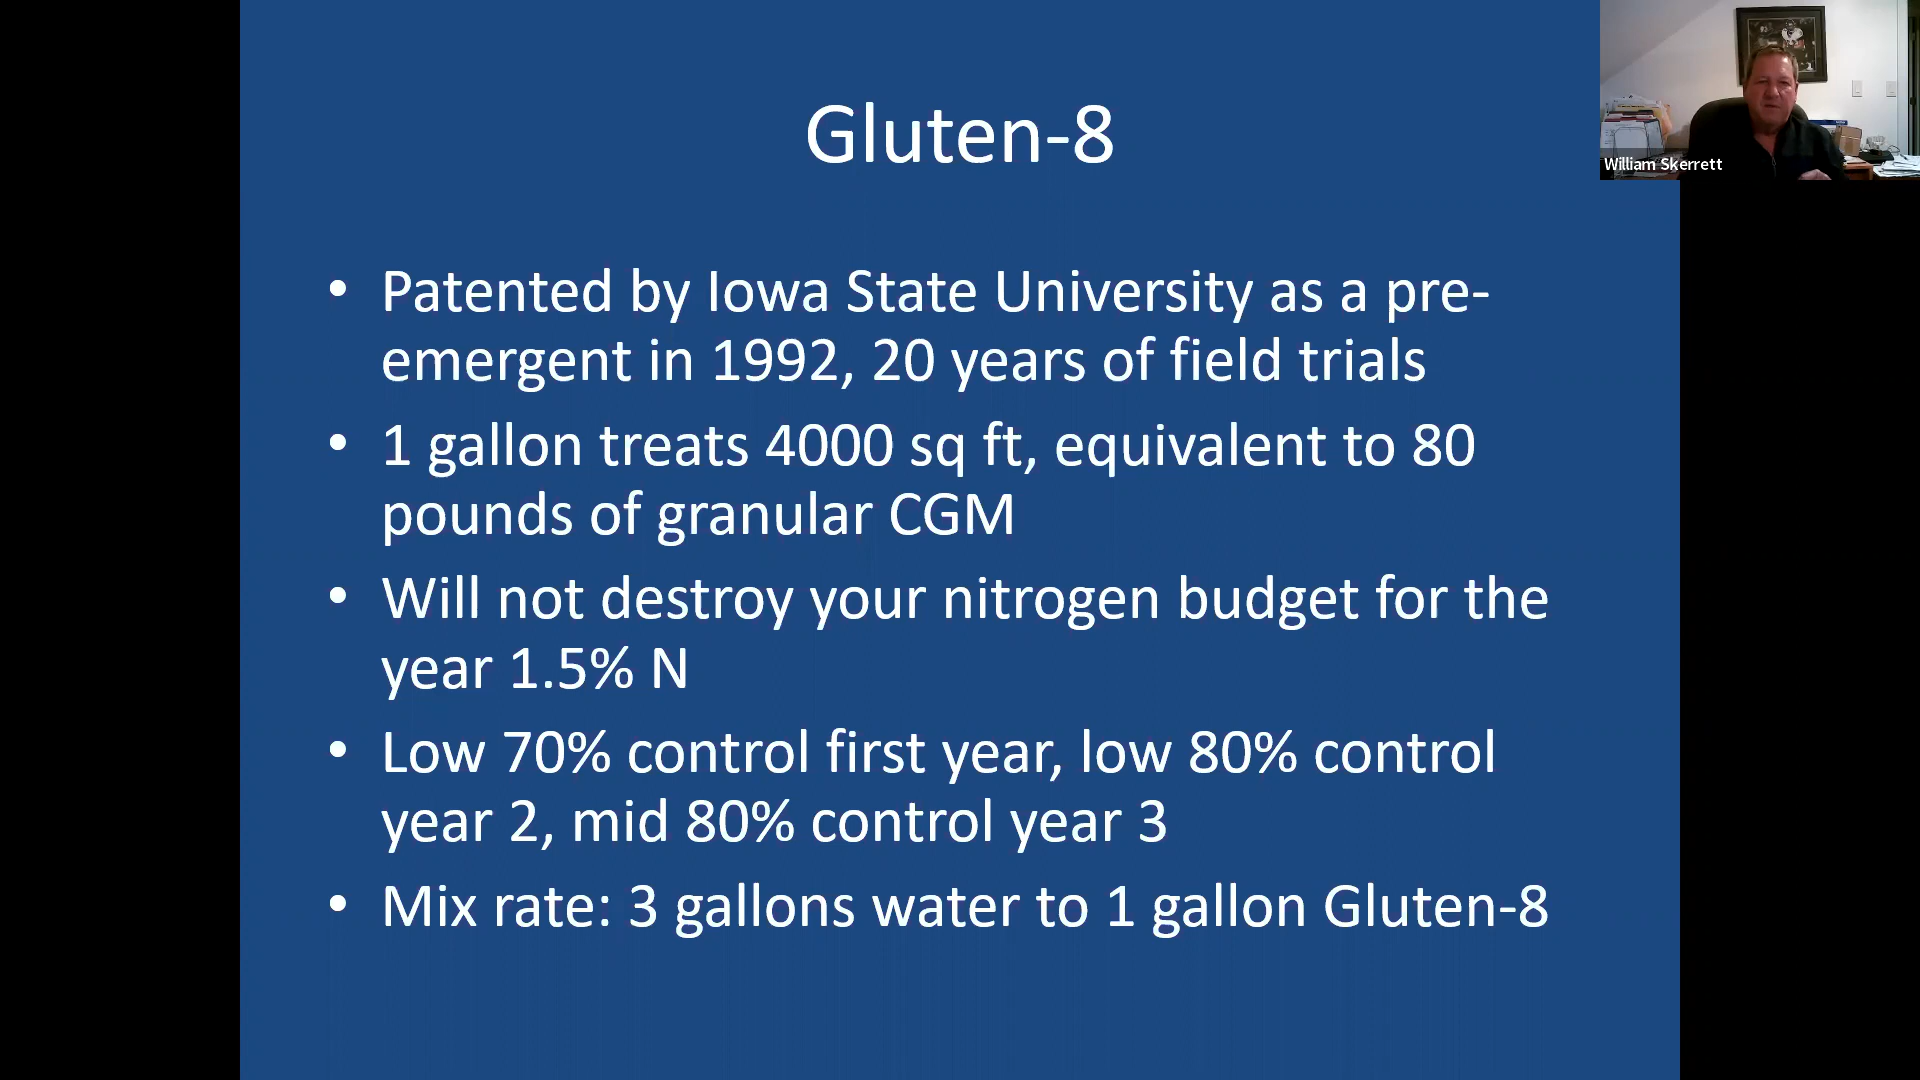 Gluten-8
William Skerrett
• Patented by Iowa State University as a pre-
emergent in 1992, 20 years of field trials
• 1 gallon treats 4000 sq ft, equivalent to 80
pounds of granular CGM
• Will not destroy your nitrogen budget for the
year 1.5% N
• Low 70% control first year, low 80% control
year 2, mid 80% control year 3
• Mix rate: 3 gallons water to 1 gallon Gluten-8